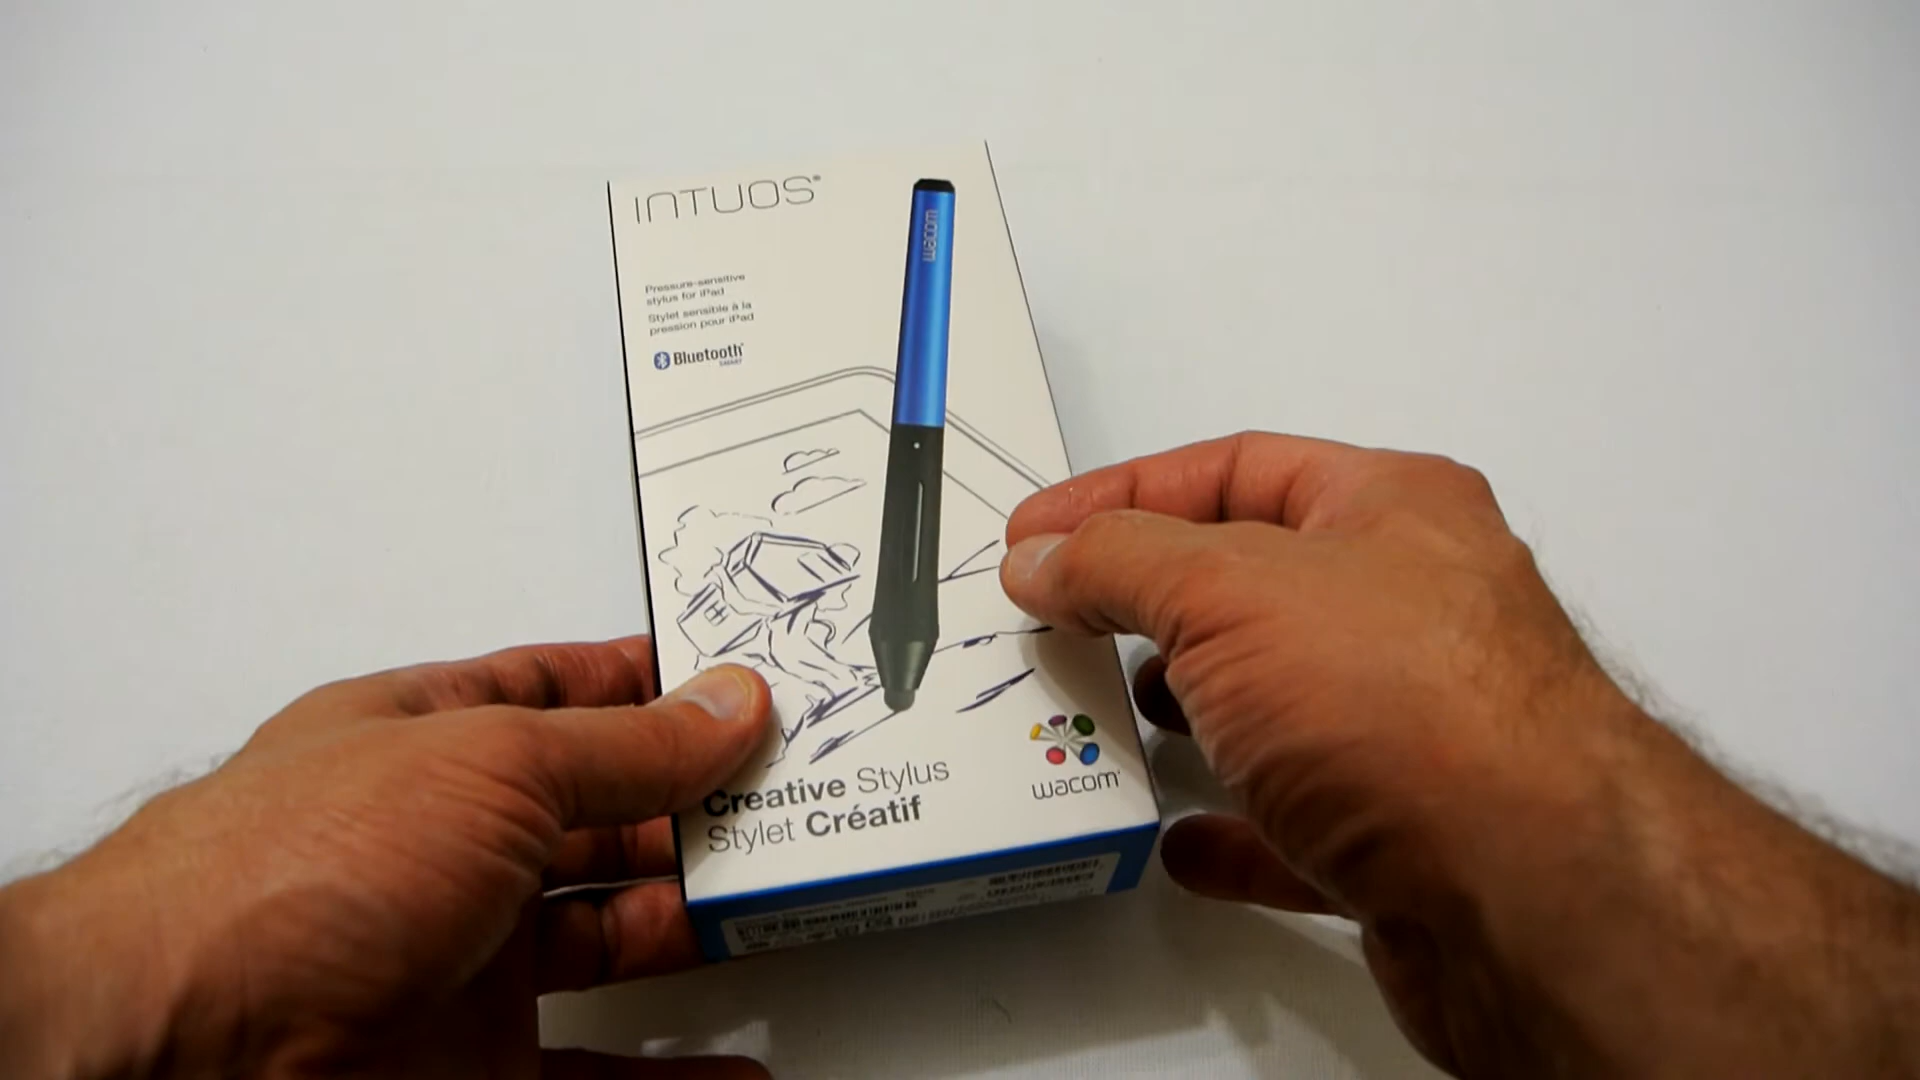 INTUOS®
wacom
Pressure-sensitive
stylus for iPad
Stylet sensible à la
pression pour iPad
Bluetooth®
SMART
Creative Stylus
Stylet Créatif
wacom®